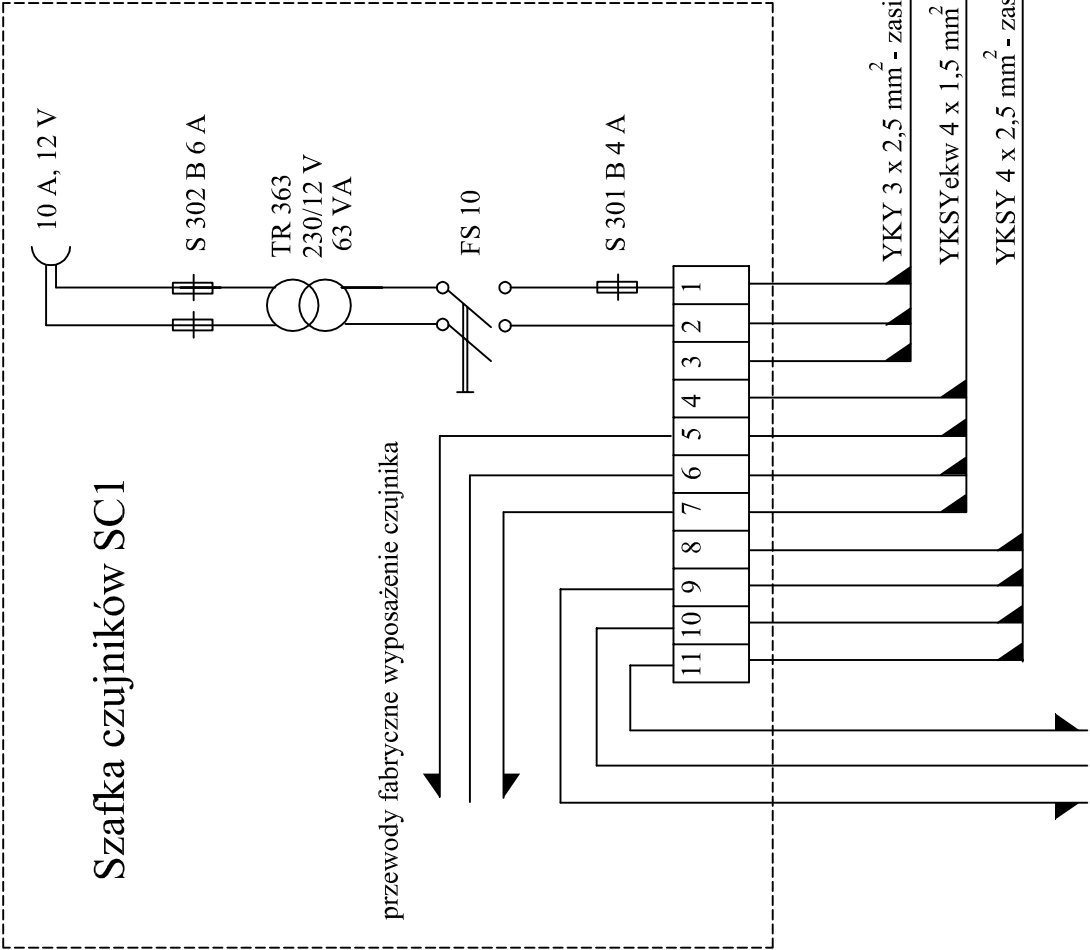 Szafka czujników SC1
10 A, 12 V
S 302 B 6 A
TR 363
230/12 V
63 VA
FS 10
S 301 B 4 A
przewody fabryczne wyposażenie czujnika
1
2
3
4
5
6
7
8
9
10
11
YKY 3 x 2,5 mm² - zasi
YKSYekw 4 x 1,5 mm²
YKSY 4 x 2,5 mm² - zas